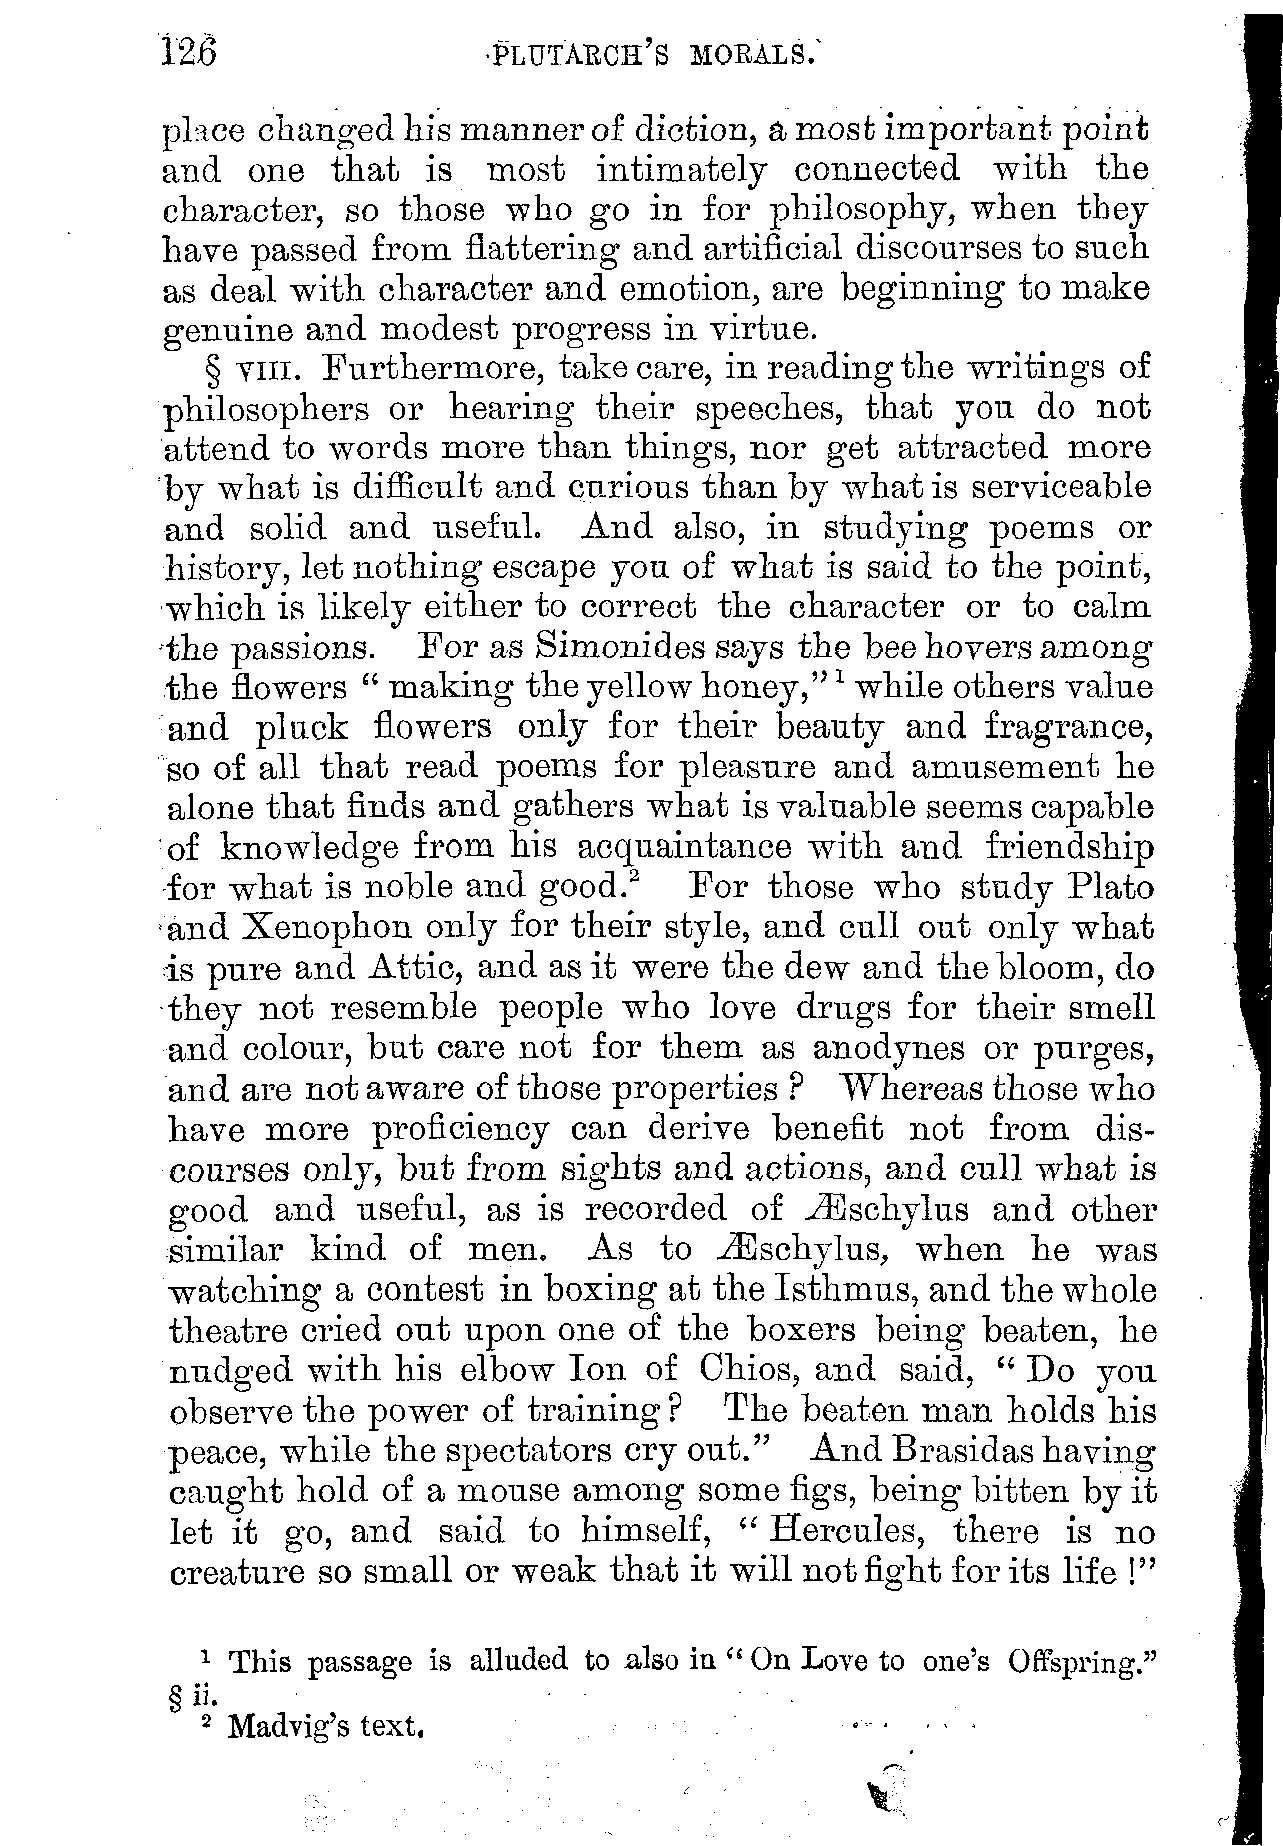 126 PLUTARCH'S MORALS.
place changed his manner of diction, a most important point
and one that is most intimately connected with the
character, so those who go in for philosophy, when they
have passed from flattering and artificial discourses to such
as deal with character and emotion, are beginning to make
genuine and modest progress in virtue.
§ VIII. Furthermore, take care, in reading the writings of
philosophers or hearing their speeches, that you do not
attend to words more than things, nor get attracted more
by what is difficult and curious than by what is serviceable
and solid and useful. And also, in studying poems or
history, let nothing escape you of what is said to the point,
which is likely either to correct the character or to calm
the passions. For as Simonides says the bee hovers among
the flowers “ making the yellow honey,” ¹ while others value
and pluck flowers only for their beauty and fragrance,
so of all that read poems for pleasure and amusement he
alone that finds and gathers what is valuable seems capable
of knowledge from his acquaintance with and friendship
for what is noble and good.² For those who study Plato
and Xenophon only for their style, and cull out only what
is pure and Attic, and as it were the dew and the bloom, do
they not resemble people who love drugs for their smell
and colour, but care not for them as anodynes or purges,
and are not aware of those properties ? Whereas those who
have more proficiency can derive benefit not from dis-
courses only, but from sights and actions, and cull what is
good and useful, as is recorded of Æschylus and other
similar kind of men. As to Æschylus, when he was
watching a contest in boxing at the Isthmus, and the whole
theatre cried out upon one of the boxers being beaten, he
nudged with his elbow Ion of Chios, and said, “ Do you
observe the power of training ? The beaten man holds his
peace, while the spectators cry out.” And Brasidas having
caught hold of a mouse among some figs, being bitten by it
let it go, and said to himself, “ Hercules, there is no
creature so small or weak that it will not fight for its life !”
¹ This passage is alluded to also in “ On Love to one's Offspring.”
§ ii.
² Madvig's text.